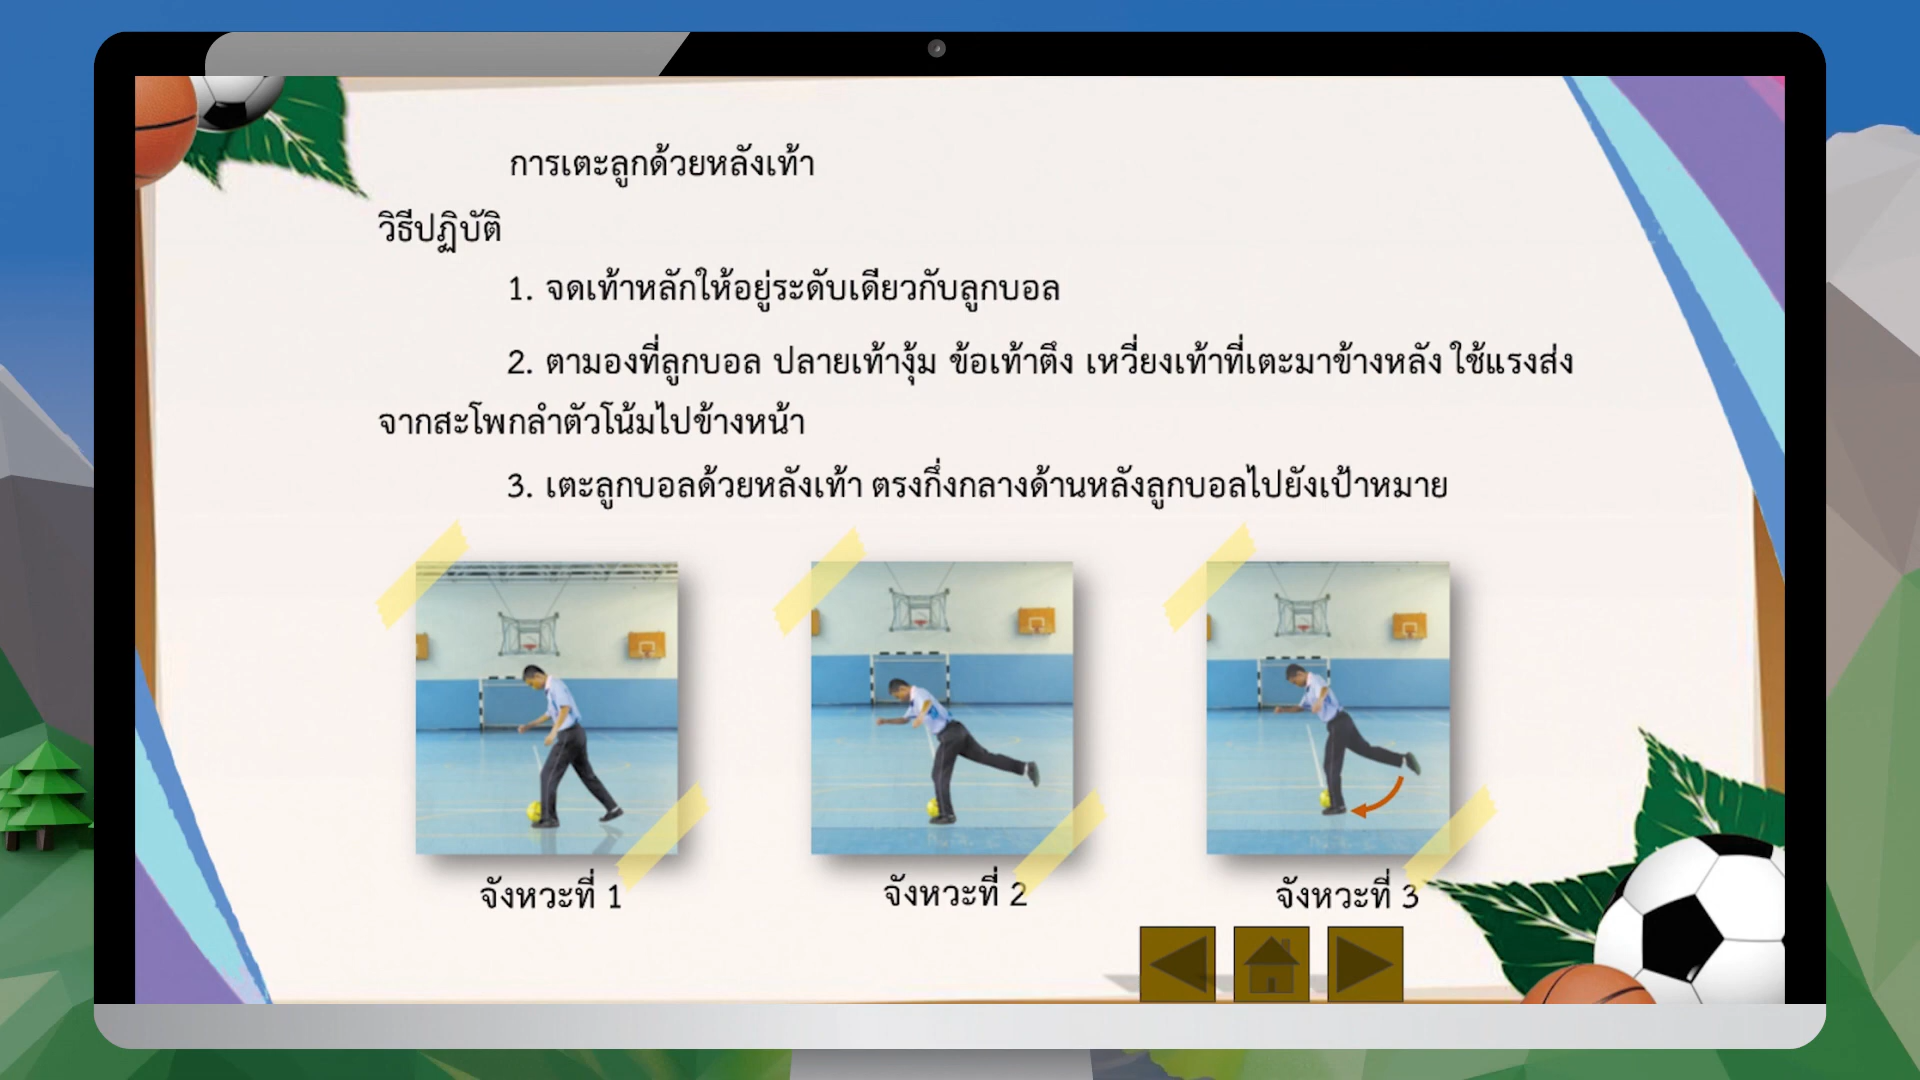 การเตะลูกด้วยหลังเท้า
วิธีปฏิบัติ
1. จดเท้าหลักให้อยู่ระดับเดียวกับลูกบอล
2. ตามองที่ลูกบอล ปลายเท้างุ้ม ข้อเท้าตึง เหวี่ยงเท้าที่เตะมาข้างหลัง ใช้แรงส่ง
จากสะโพกลำตัวโน้มไปข้างหน้า
3. เตะลูกบอลด้วยหลังเท้า ตรงกึ่งกลางด้านหลังลูกบอลไปยังเป้าหมาย
จังหวะที่ 1
จังหวะที่ 2
จังหวะที่ 3